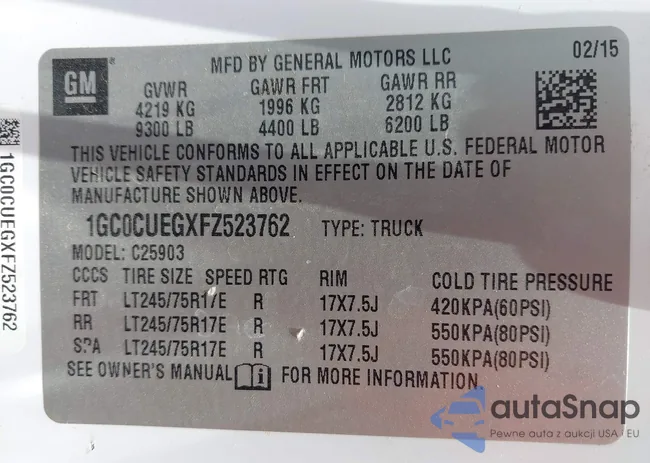 GM
MFD BY GENERAL MOTORS LLC 02/15
GVWR GAWR FRT GAWR RR
4219 KG 1996 KG 2812 KG
9300 LB 4400 LB 6200 LB
THIS VEHICLE CONFORMS TO ALL APPLICABLE U.S. FEDERAL MOTOR
VEHICLE SAFETY STANDARDS IN EFFECT ON THE DATE OF
MANUFACTURE SHOWN ABOVE.
1GC0CUEGXFZ523762 TYPE: TRUCK
MODEL: C25903
CCCS TIRE SIZE SPEED RTG RIM COLD TIRE PRESSURE
FRT LT245/75R17E R 17X7.5J 420KPA(60PSI)
RR LT245/75R17E R 17X7.5J 550KPA(80PSI)
SPA LT245/75R17E R 17X7.5J 550KPA(80PSI)
SEE OWNER'S MANUAL i FOR MORE INFORMATION.
1GC0CUEGXFZ523762
autaSnap
Pewne auta z aukcji USA / EU